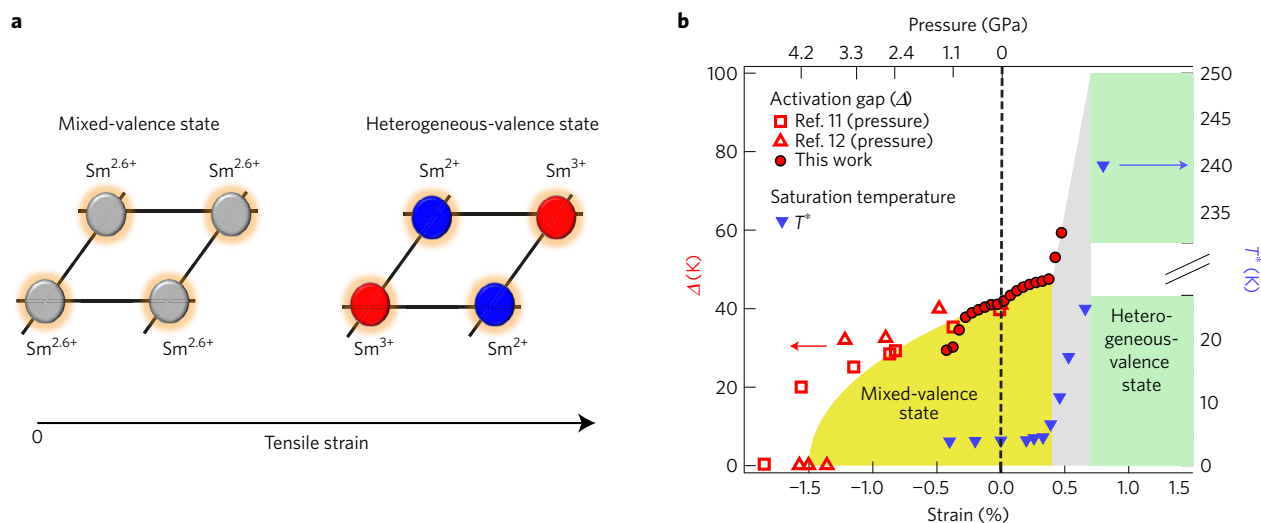 a
Mixed-valence state
Heterogeneous-valence state
Sm2.6+
Sm2.6+
Sm2+
Sm3+
Sm2.6+
Sm2.6+
Sm3+
Sm2+
0
Tensile strain
b
Pressure (GPa)
4.2 3.3 2.4 1.1 0
100
80
60
40
20
0
Δ (K)
Activation gap (Δ)
Ref. 11 (pressure)
Ref. 12 (pressure)
This work
Saturation temperature
T*
Mixed-valence
state
Hetero-
geneous-
valence
state
250
245
240
235
20
10
0
T* (K)
−1.5 −1.0 −0.5 0.0 0.5 1.0 1.5
Strain (%)